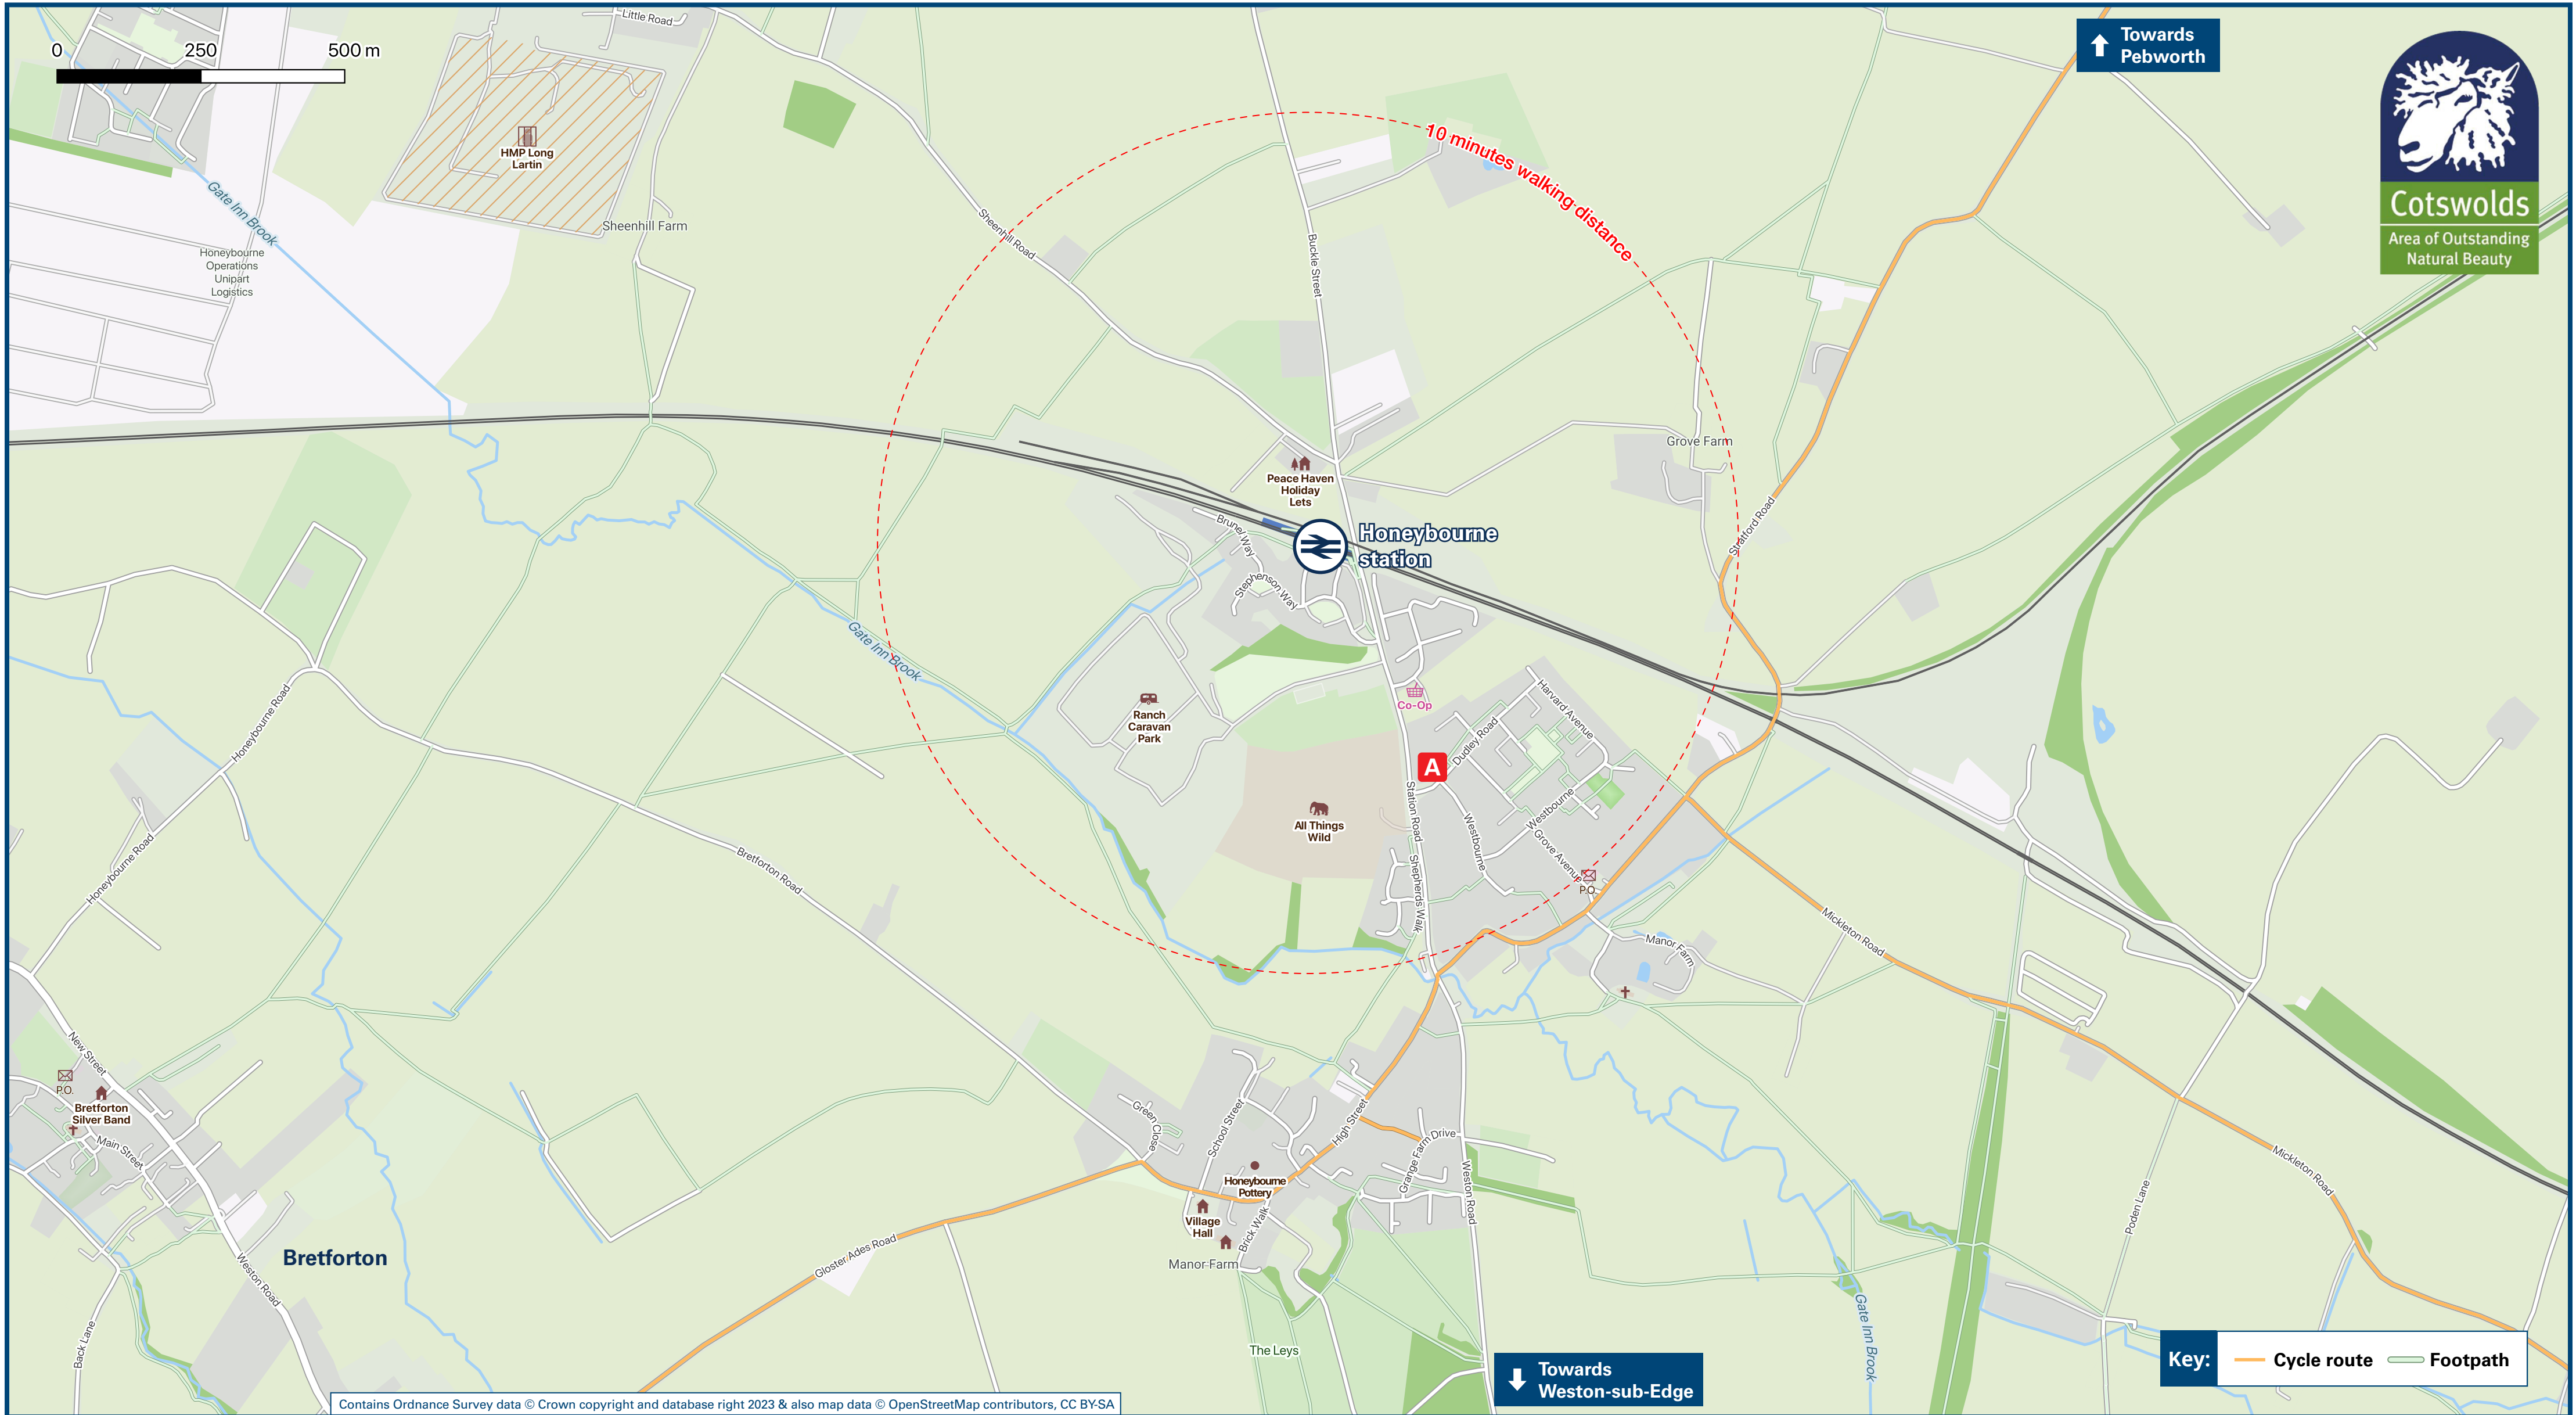 Little Road
0 250 500 m
Towards
Pebworth
HMP Long
Lartin
10 minutes walking distance
Gate Inn Brook
Cotswolds
Area of Outstanding
Natural Beauty
Sheenhill Farm
Sheenhill Road
Honeybourne
Operations
Unipart
Logistics
Buckle Street
Grove Farm
Peace Haven
Holiday
Lets
Stratford Road
Brunel Way
Honeybourne
station
Stephenson Way
Gate Inn Brook
Honeybourne Road
Harvard Avenue
Ranch
Caravan
Park
Co-Op
Dudley Road
A
Station Road
Westbourne
All Things
Wild
Westbourne
Grove Avenue
Honeybourne Road
Bretforton Road
Shepherds Walk
P.O.
Mickleton Road
Manor Farm
New Street
P.O.
Bretforton
Silver Band
Main Street
Green Close
School Street
High Street
Grange Farm Drive
Mickleton Road
Honeybourne
Pottery
Weston Road
Poden Lane
Village
Hall
Brick Walk
Gloster Ades Road
Bretforton
Manor Farm
Weston Road
Back Lane
The Leys
Gate Inn Brook
Towards
Weston-sub-Edge
Key: Cycle route Footpath
Contains Ordnance Survey data © Crown copyright and database right 2023 & also map data © OpenStreetMap contributors, CC BY-SA